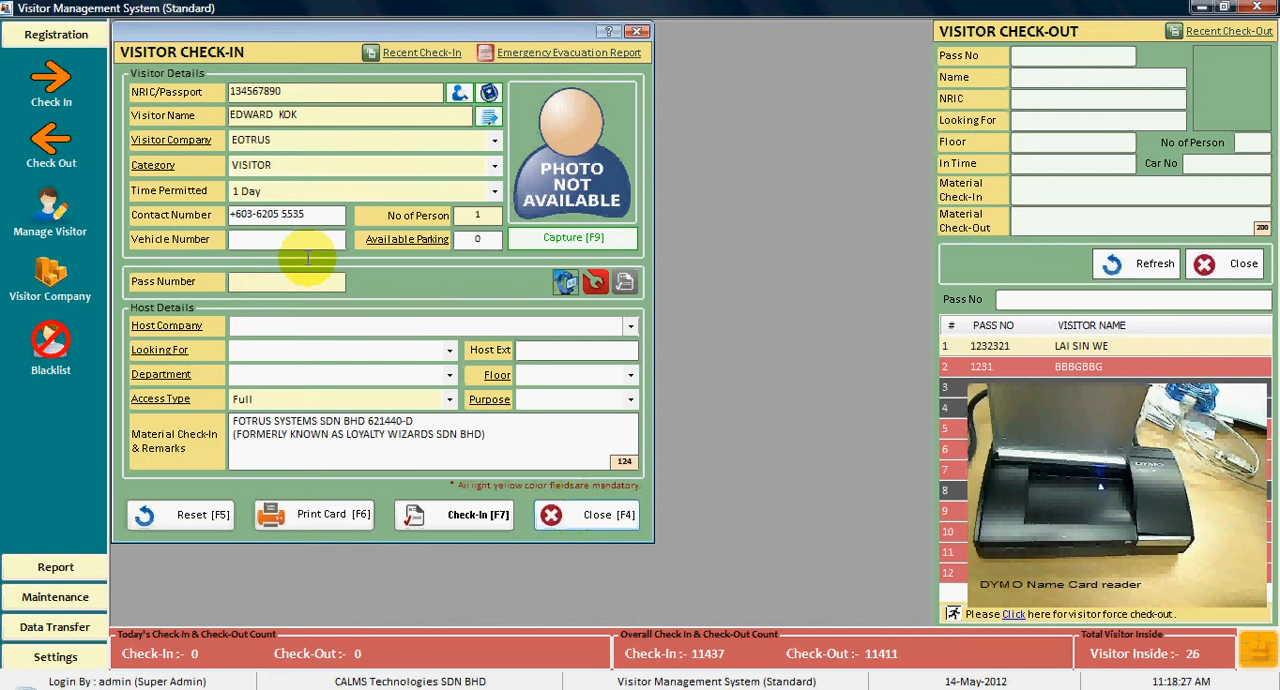 Visitor Management System (Standard)
Registration
Check In
Check Out
Manage Visitor
Visitor Company
Blacklist
Report
Maintenance
Data Transfer
Settings
VISITOR CHECK-IN
Recent Check-In
Emergency Evacuation Report
Visitor Details
NRIC/Passport 134567890
Visitor Name EDWARD KOK
Visitor Company EOTRUS
Category VISITOR
Time Permitted 1 Day
Contact Number +603-6205 5535 No of Person 1
Vehicle Number Available Parking 0
PHOTO
NOT
AVAILABLE
Capture [F9]
Pass Number
Host Details
Host Company
Looking For Host Ext
Department Floor
Access Type Full Purpose
Material Check-In
& Remarks
FOTRUS SYSTEMS SDN BHD 621440-D
(FORMERLY KNOWN AS LOYALTY WIZARDS SDN BHD)
124
* All light yellow color fields are mandatory.
Reset [F5] Print Card [F6] Check-In [F7] Close [F4]
VISITOR CHECK-OUT
Recent Check-Out
Pass No
Name
NRIC
Looking For
Floor No of Person
In Time Car No
Material
Check-In
Material
Check-Out
200
Refresh Close
Pass No
# PASS NO VISITOR NAME
1 1232321 LAI SIN WE
2 1231 BBBGBBG
3
4
5
6
7
8
9
10
11
12
DYMO
DYMO Name Card reader
Please Click here for visitor force check-out .
Today's Check In & Check-Out Count
Check-In :- 0 Check-Out :- 0
Overall Check In & Check-Out Count
Check-In :- 11437 Check-Out :- 11411
Total Visitor Inside
Visitor Inside :- 26
Login By : admin (Super Admin) CALMS Technologies SDN BHD Visitor Management System (Standard) 14-May-2012 11:18:27 AM